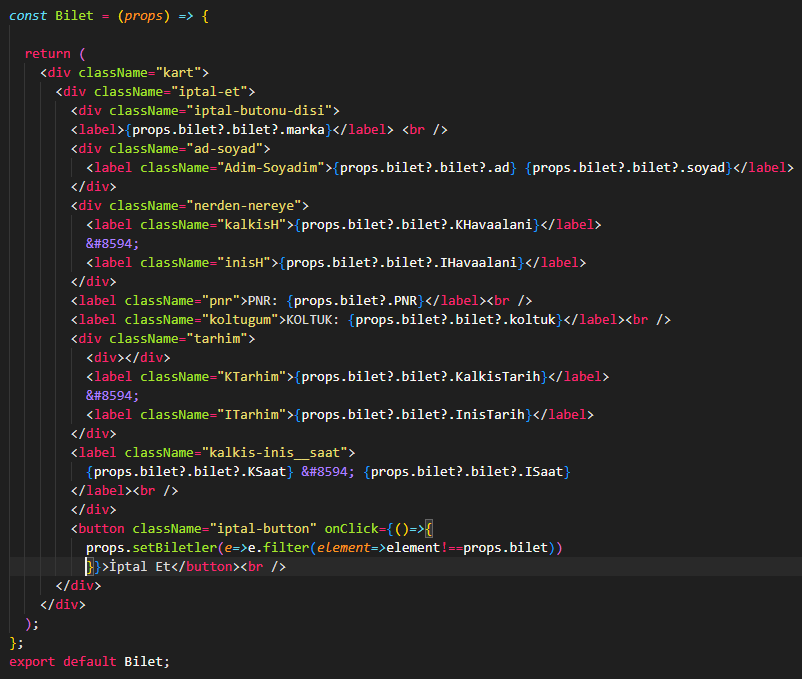 const Bilet = (props) => {
return (
<div className="kart">
<div className="iptal-et">
<div className="iptal-butonu-disi">
<label>{props.bilet?.bilet?.marka}</label> <br />
<div className="ad-soyad">
<label className="Adim-Soyadim">{props.bilet?.bilet?.ad} {props.bilet?.bilet?.soyad}</label>
</div>
<div className="nerden-nereye">
<label className="kalkisH">{props.bilet?.bilet?.KHavaalani}</label>
&#8594;
<label className="inisH">{props.bilet?.bilet?.IHavaalani}</label>
</div>
<label className="pnr">PNR: {props.bilet?.PNR}</label><br />
<label className="koltugum">KOLTUK: {props.bilet?.bilet?.koltuk}</label><br />
<div className="tarhim">
<div></div>
<label className="KTarhim">{props.bilet?.bilet?.KalkisTarih}</label>
&#8594;
<label className="ITarhim">{props.bilet?.bilet?.InisTarih}</label>
</div>
<label className="kalkis-inis__saat">
{props.bilet?.bilet?.KSaat} &#8594; {props.bilet?.bilet?.ISaat}
</label><br />
</div>
<button className="iptal-button" onClick={()=>{
props.setBiletler(e=>e.filter(element=>element!==props.bilet))
}}>İptal Et</button><br />
</div>
</div>
);
};
export default Bilet;